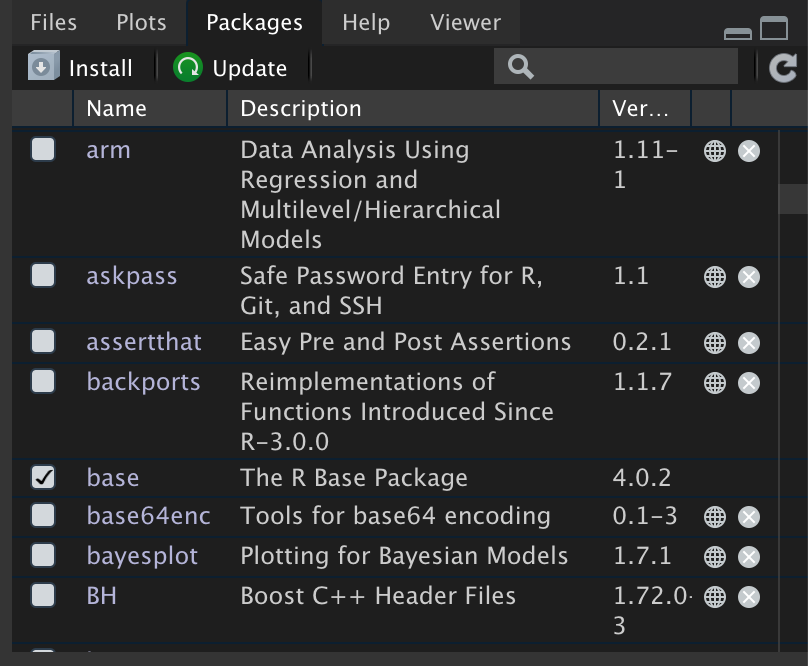 Files Plots Packages Help Viewer
Install Update
Name Description Ver...
arm Data Analysis Using 1.11-
Regression and 1
Multilevel/Hierarchical
Models
askpass Safe Password Entry for R, 1.1
Git, and SSH
assertthat Easy Pre and Post Assertions 0.2.1
backports Reimplementations of 1.1.7
Functions Introduced Since
R-3.0.0
base The R Base Package 4.0.2
base64enc Tools for base64 encoding 0.1-3
bayesplot Plotting for Bayesian Models 1.7.1
BH Boost C++ Header Files 1.72.0-
3